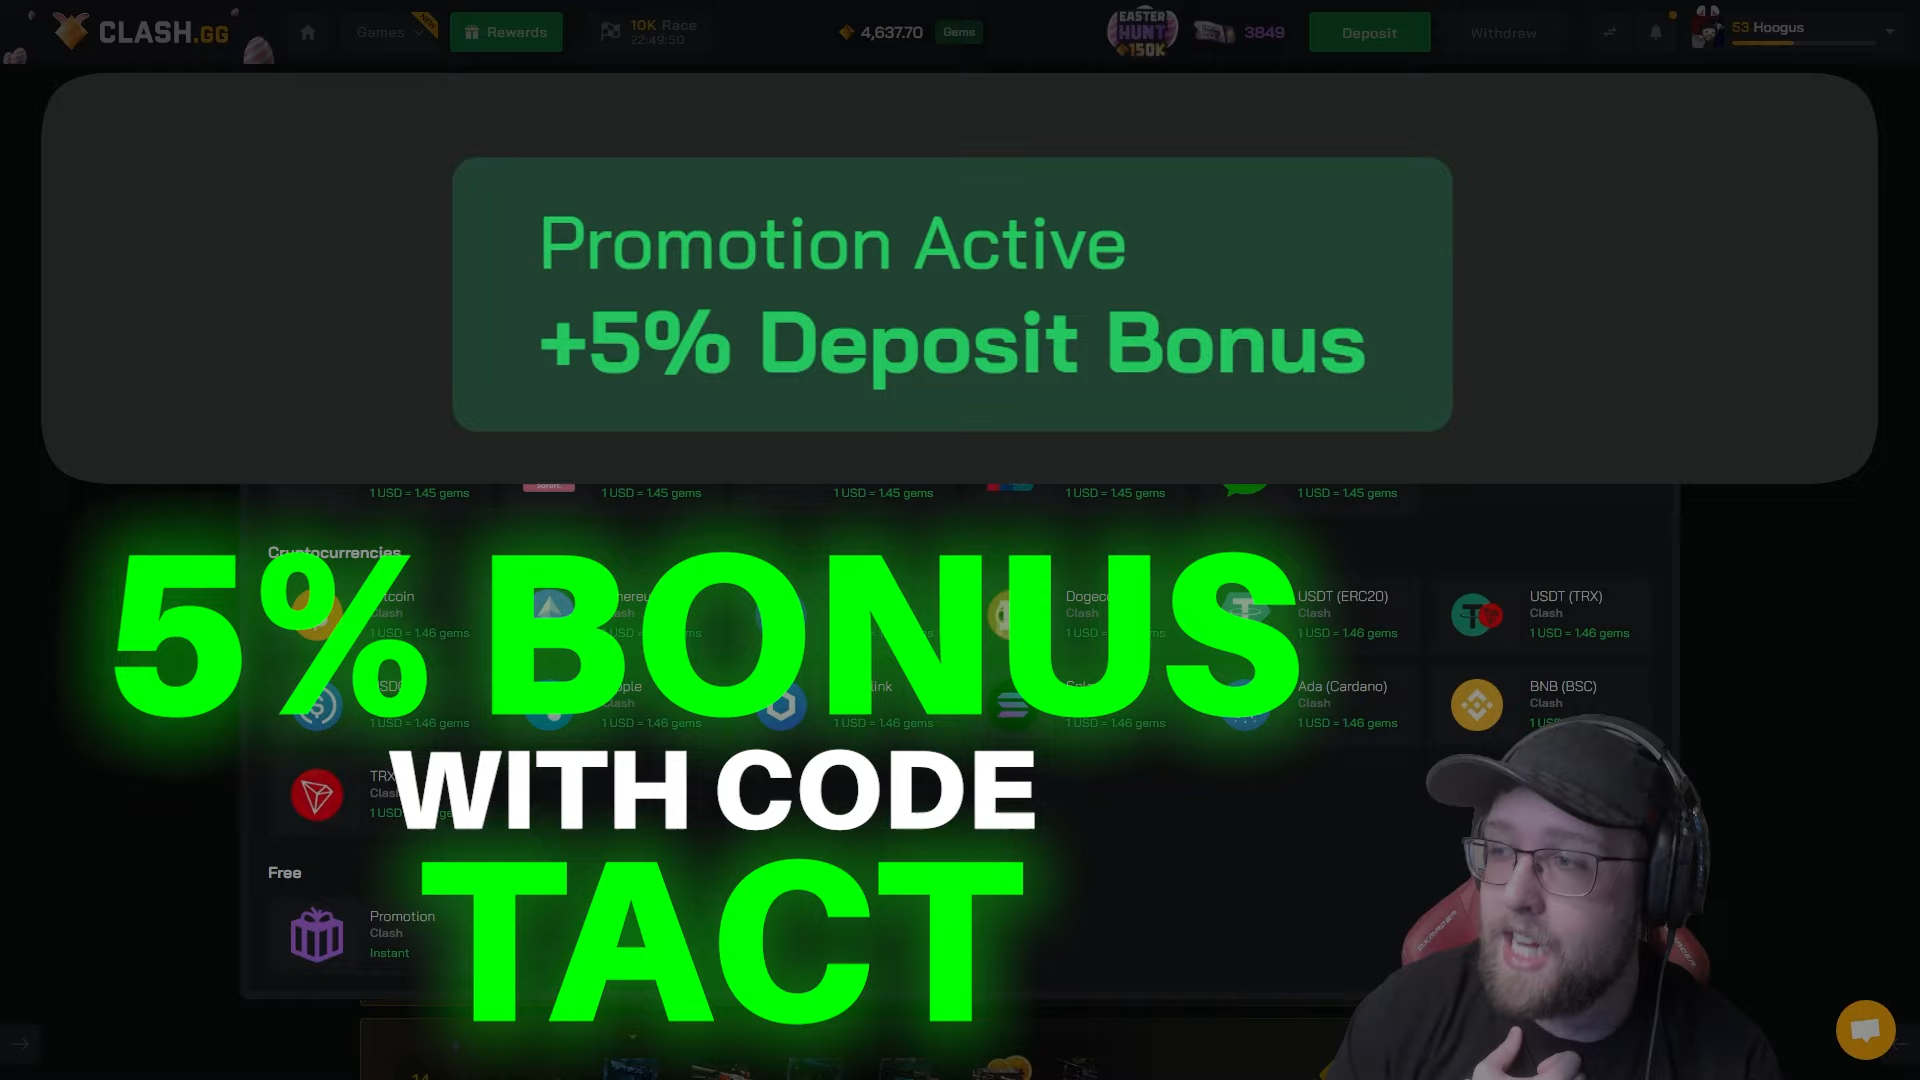 CLASH.GG
Games
NEW
Rewards
10K Race
22:49:50
4,637.70
Gems
EASTER
HUNT
150K
3849
Deposit
Withdraw
53 Hoogus
Promotion Active
+5% Deposit Bonus
1 USD = 1.45 gems
1 USD = 1.45 gems
1 USD = 1.45 gems
1 USD = 1.45 gems
1 USD = 1.45 gems
Cryptocurrencies
USDT (ERC20)
Clash
1 USD = 1.46 gems
USDT (TRX)
Clash
1 USD = 1.46 gems
Ada (Cardano)
Clash
1 USD = 1.46 gems
BNB (BSC)
Clash
5% BONUS
WITH CODE
TACT
TRX
Free
Promotion
Clash
Instant
DXRACER